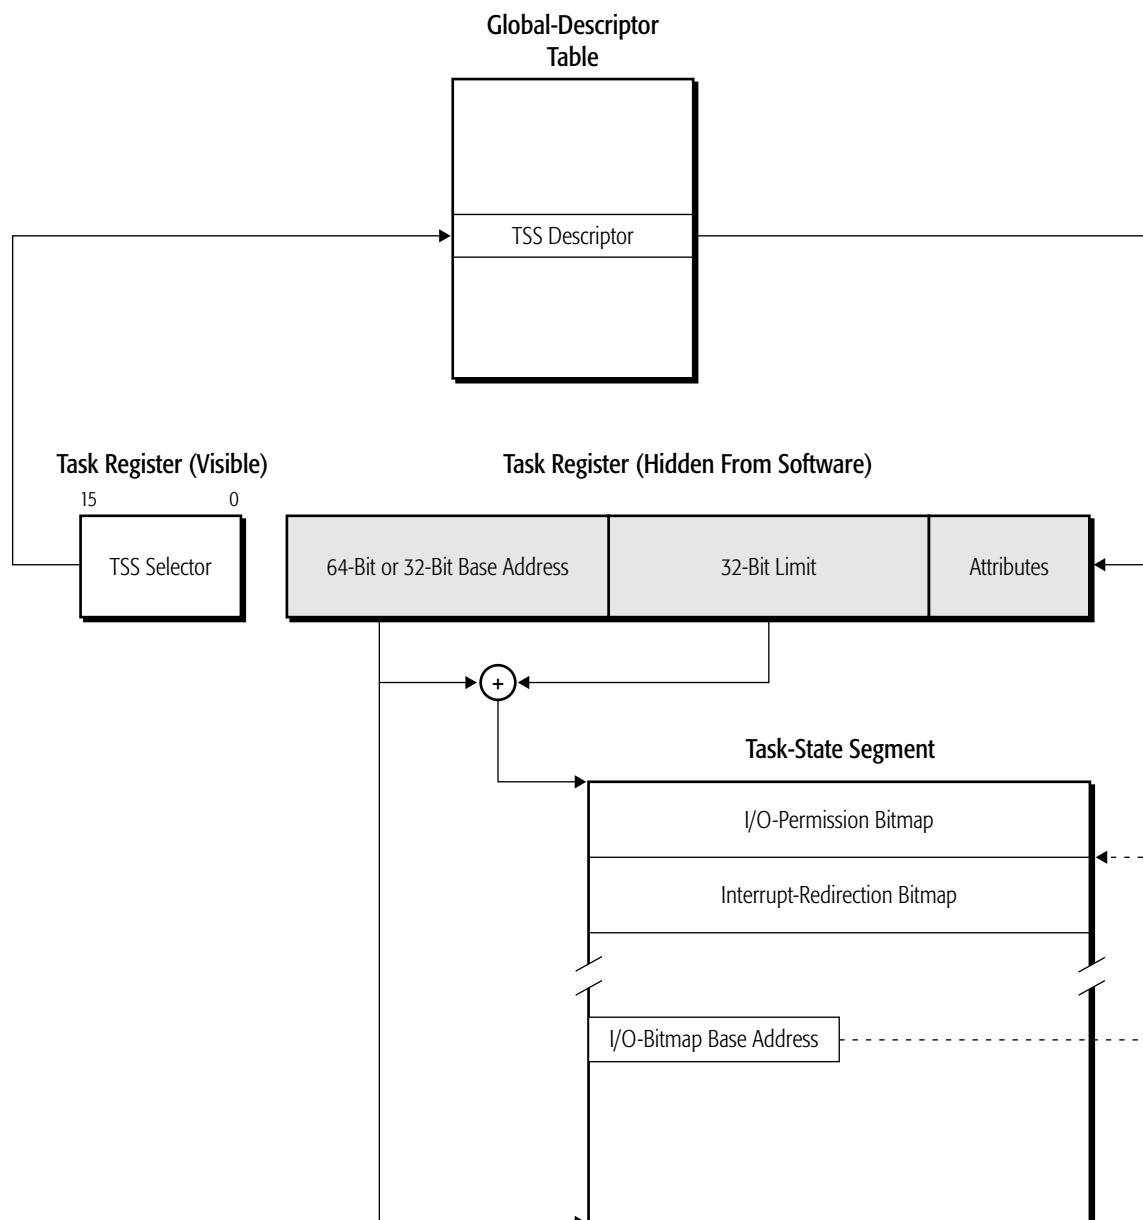 Global-Descriptor
Table
TSS Descriptor
Task Register (Visible)
Task Register (Hidden From Software)
15
0
TSS Selector
64-Bit or 32-Bit Base Address
32-Bit Limit
Attributes
+
Task-State Segment
I/O-Permission Bitmap
Interrupt-Redirection Bitmap
I/O-Bitmap Base Address